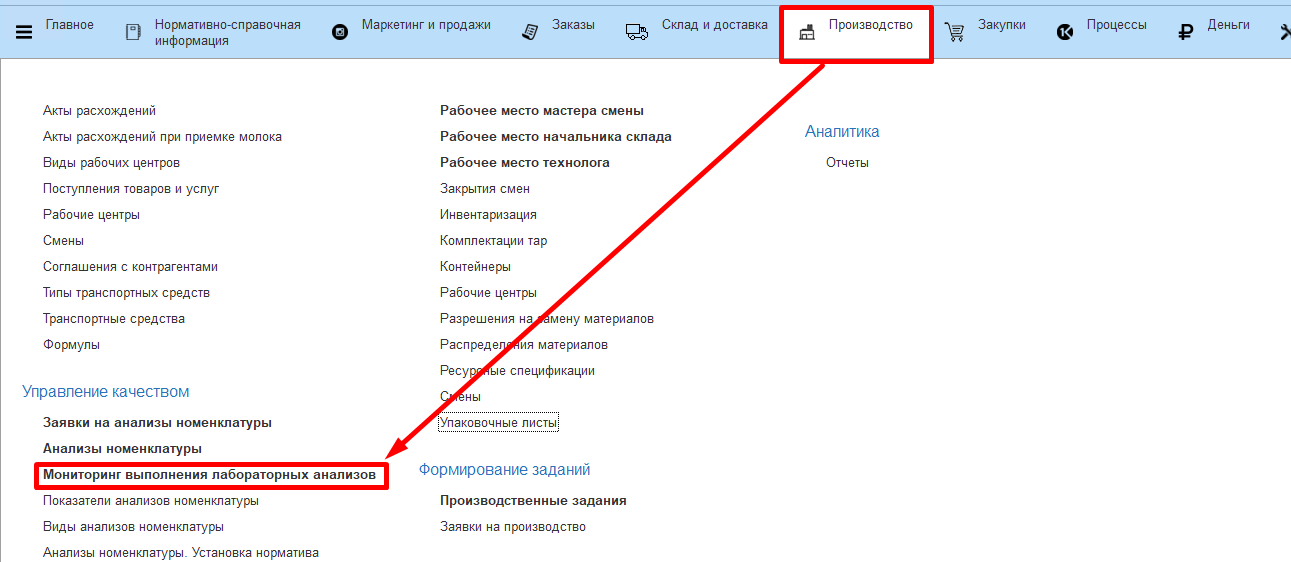 Главное
Нормативно-справочная
информация
Маркетинг и продажи
Заказы
Склад и доставка
Производство
Закупки
Процессы
Деньги
Акты расхождений
Акты расхождений при приемке молока
Виды рабочих центров
Поступления товаров и услуг
Рабочие центры
Смены
Соглашения с контрагентами
Типы транспортных средств
Транспортные средства
Формулы
Управление качеством
Заявки на анализы номенклатуры
Анализы номенклатуры
Мониторинг выполнения лабораторных анализов
Показатели анализов номенклатуры
Виды анализов номенклатуры
Анализы номенклатуры. Установка норматива
Рабочее место мастера смены
Рабочее место начальника склада
Рабочее место технолога
Закрытия смен
Инвентаризация
Комплектации тар
Контейнеры
Рабочие центры
Разрешения на замену материалов
Распределения материалов
Ресурсные спецификации
Смены
Упаковочные листы
Формирование заданий
Производственные задания
Заявки на производство
Аналитика
Отчеты